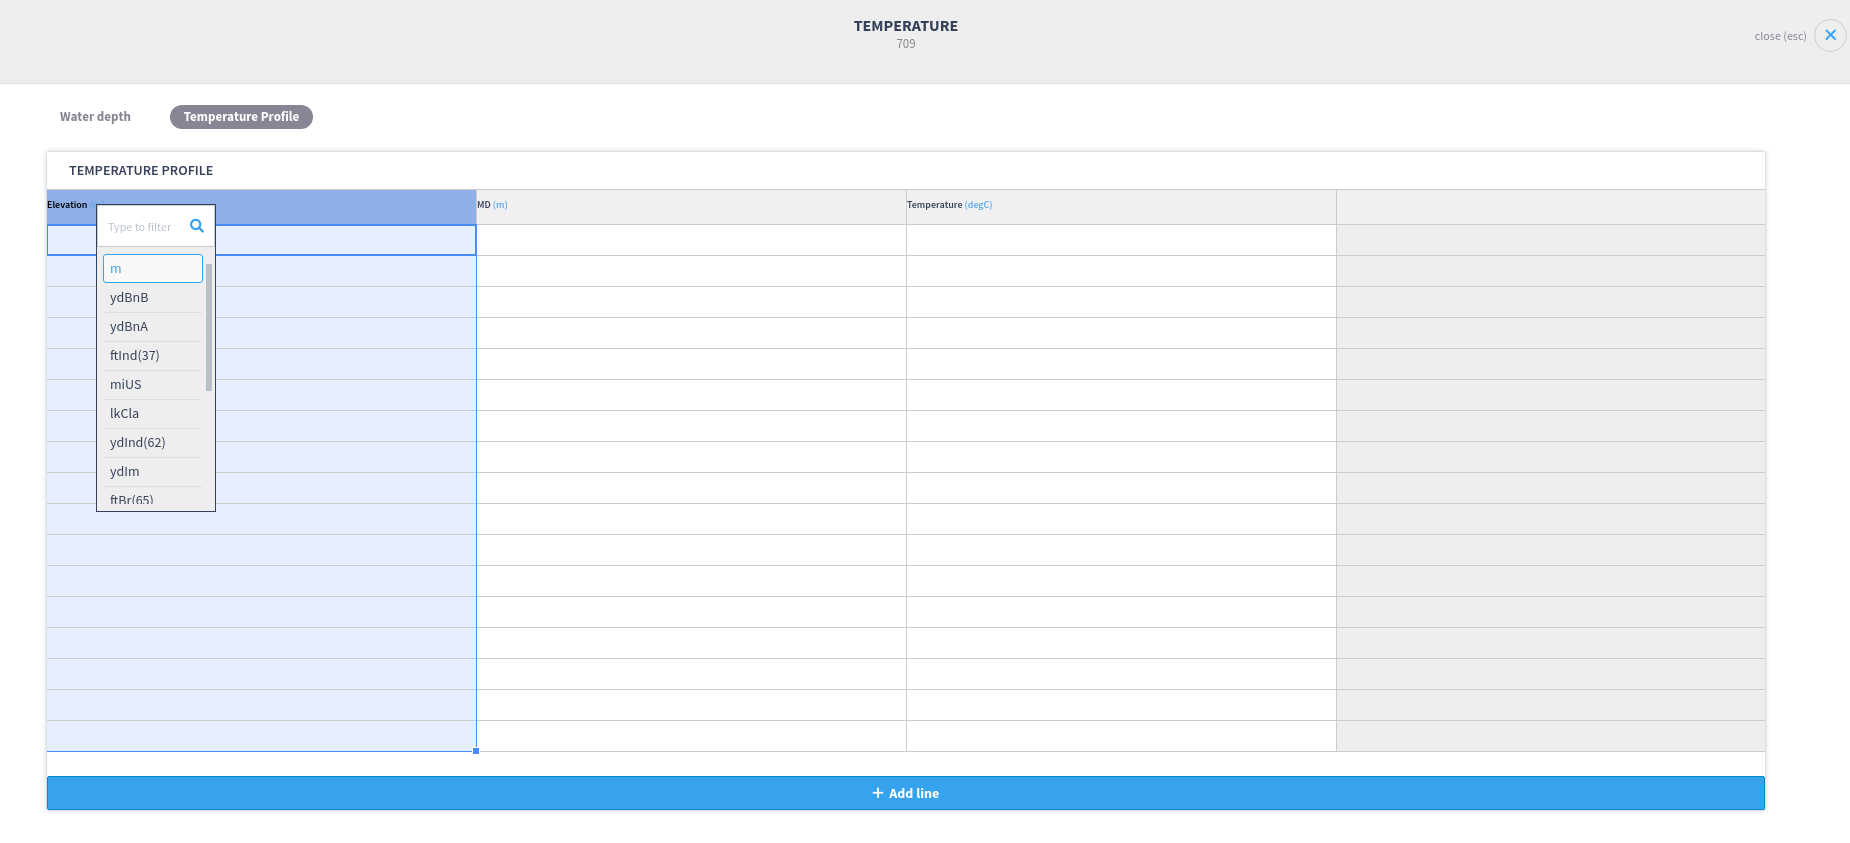 TEMPERATURE
709
close (esc)
Water depth
Temperature Profile
TEMPERATURE PROFILE
Elevation
MD (m)
Temperature (degC)
Type to filter
m
ydBnB
ydBnA
ftInd(37)
miUS
lkCla
ydInd(62)
ydIm
ftBr(65)
Add line